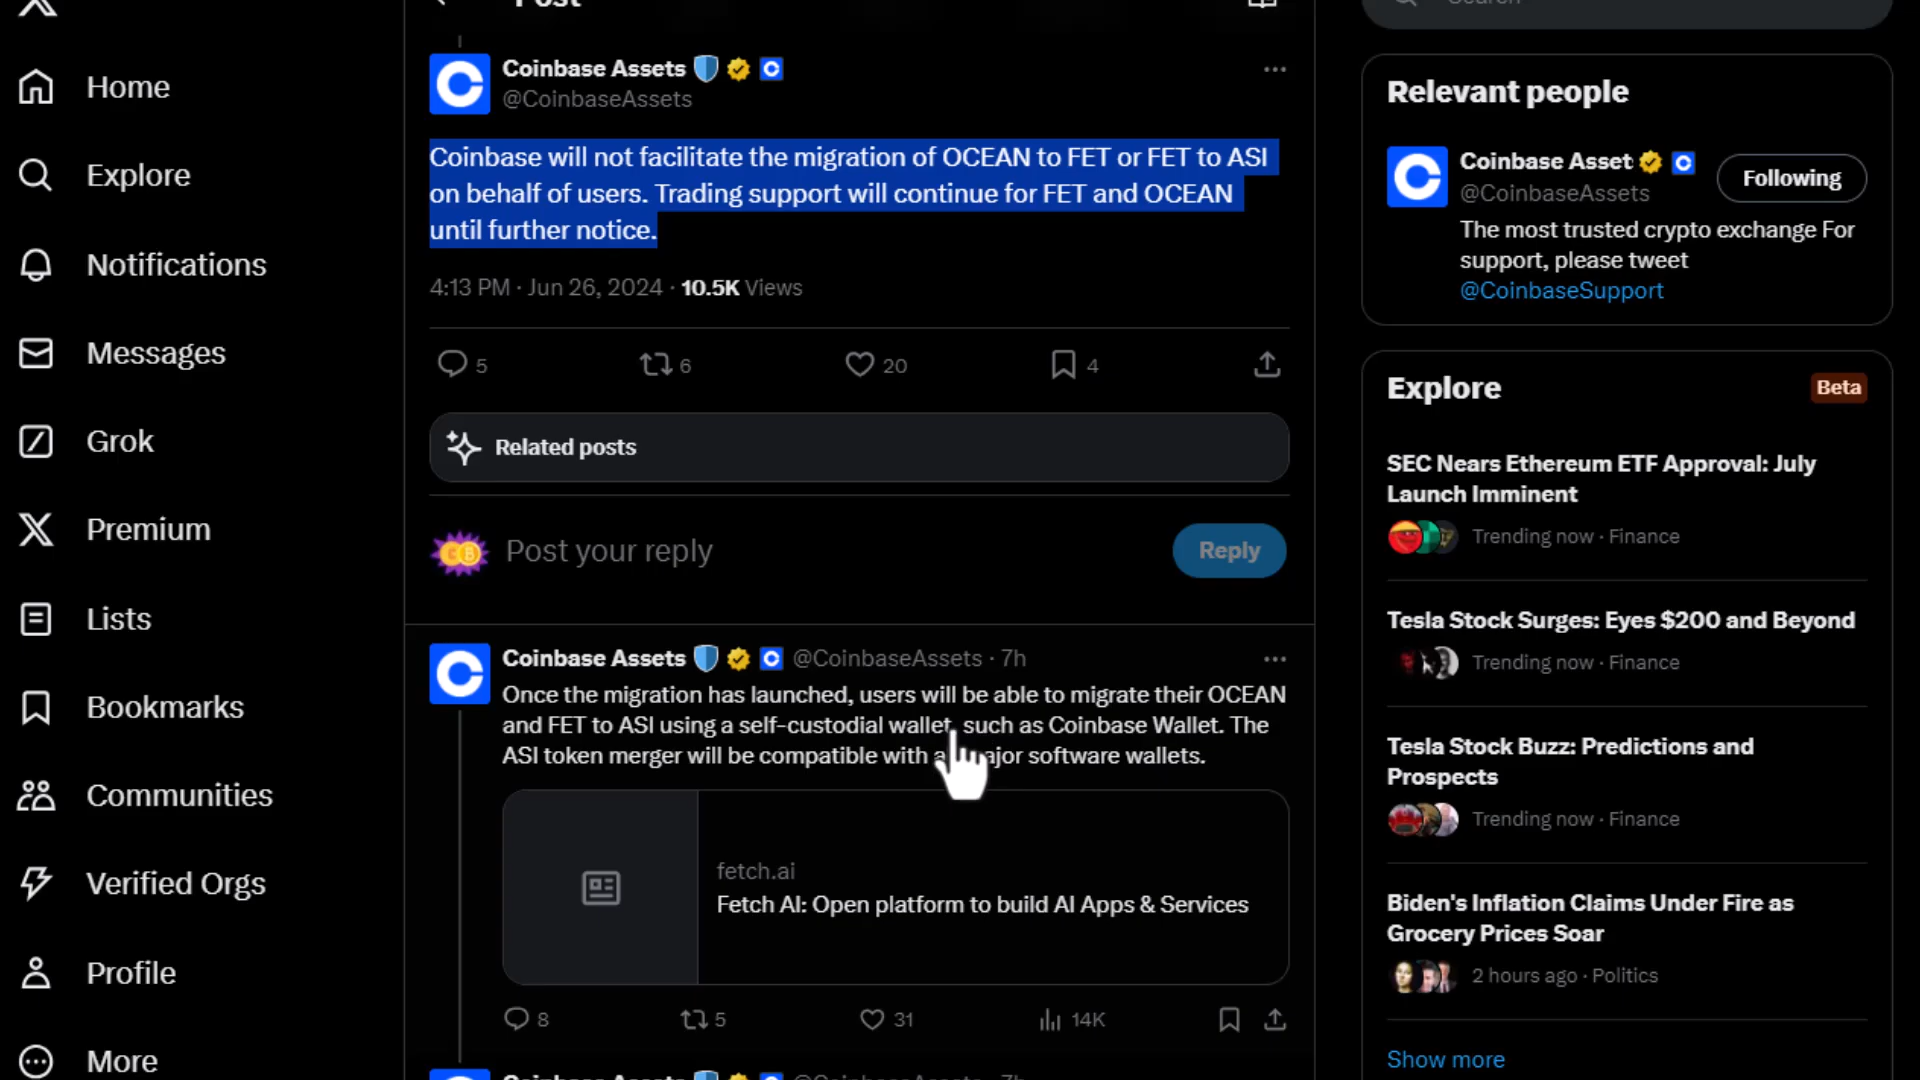 Home
Explore
Notifications
Messages
Grok
Premium
Lists
Bookmarks
Communities
Verified Orgs
Profile
More
Post
Coinbase Assets
@CoinbaseAssets
Coinbase will not facilitate the migration of OCEAN to FET or FET to ASI
on behalf of users. Trading support will continue for FET and OCEAN
until further notice.
4:13 PM · Jun 26, 2024 · 10.5K Views
5 6 20 4
Related posts
Post your reply
Reply
Coinbase Assets @CoinbaseAssets · 7h
Once the migration has launched, users will be able to migrate their OCEAN
and FET to ASI using a self-custodial wallet, such as Coinbase Wallet. The
ASI token merger will be compatible with major software wallets.
fetch.ai
Fetch AI: Open platform to build AI Apps & Services
8 5 31 14K
Coinbase Assets @CoinbaseAssets · 7h
Search
Relevant people
Coinbase Asset
@CoinbaseAssets
Following
The most trusted crypto exchange For
support, please tweet
@CoinbaseSupport
Explore
Beta
SEC Nears Ethereum ETF Approval: July
Launch Imminent
Trending now · Finance
Tesla Stock Surges: Eyes $200 and Beyond
Trending now · Finance
Tesla Stock Buzz: Predictions and
Prospects
Trending now · Finance
Biden's Inflation Claims Under Fire as
Grocery Prices Soar
2 hours ago · Politics
Show more